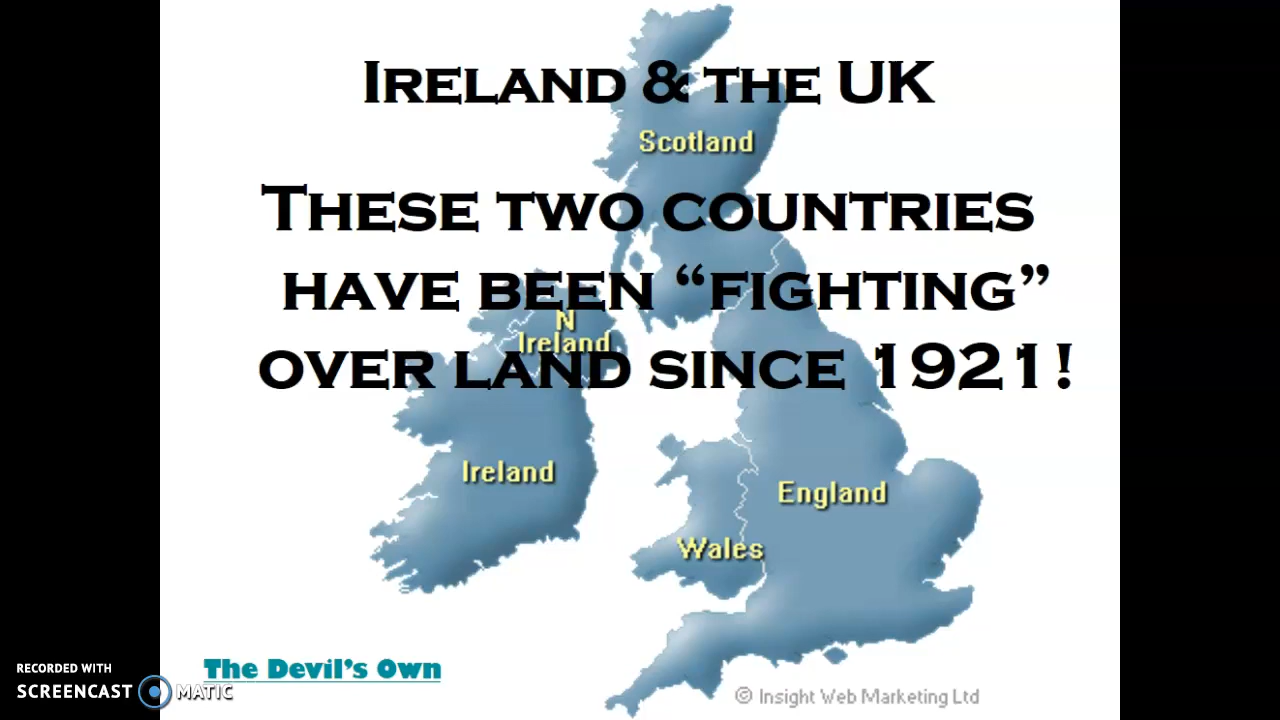 IRELAND & THE UK
Scotland
THESE TWO COUNTRIES
HAVE BEEN “FIGHTING”
N
Ireland
OVER LAND SINCE 1921!
Ireland
England
Wales
The Devil's Own
RECORDED WITH
SCREENCAST MATIC
© Insight Web Marketing Ltd